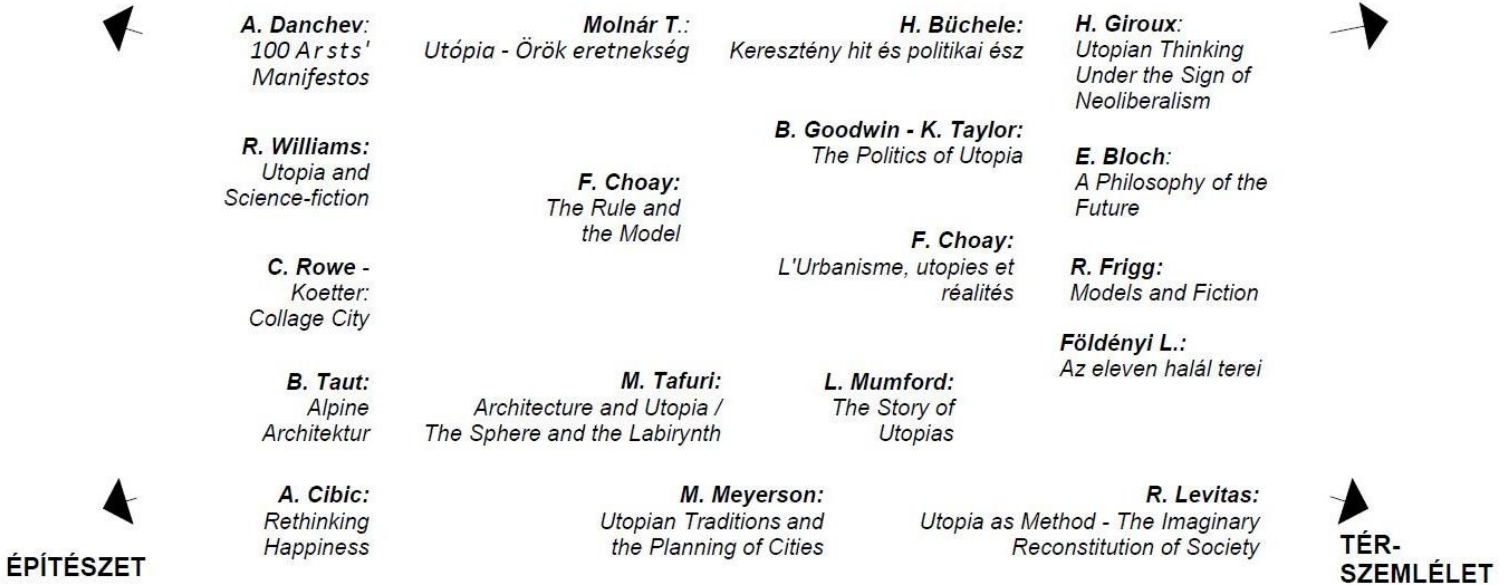 A. Danchev:
100 A r sts'
Manifestos
Molnár T.:
Utópia - Örök eretnekség
H. Büchele:
Keresztény hit és politikai ész
H. Giroux:
Utopian Thinking
Under the Sign of
Neoliberalism
R. Williams:
Utopia and
Science-fiction
F. Choay:
The Rule and
the Model
B. Goodwin - K. Taylor:
The Politics of Utopia
E. Bloch:
A Philosophy of the
Future
C. Rowe -
Koetter:
Collage City
F. Choay:
L'Urbanisme, utopies et
réalités
R. Frigg:
Models and Fiction
Földényi L.:
Az eleven halál terei
B. Taut:
Alpine
Architektur
M. Tafuri:
Architecture and Utopia /
The Sphere and the Labirynth
L. Mumford:
The Story of
Utopias
A. Cibic:
Rethinking
Happiness
M. Meyerson:
Utopian Traditions and
the Planning of Cities
R. Levitas:
Utopia as Method - The Imaginary
Reconstitution of Society
ÉPÍTÉSZET
TÉR-
SZEMLÉLET